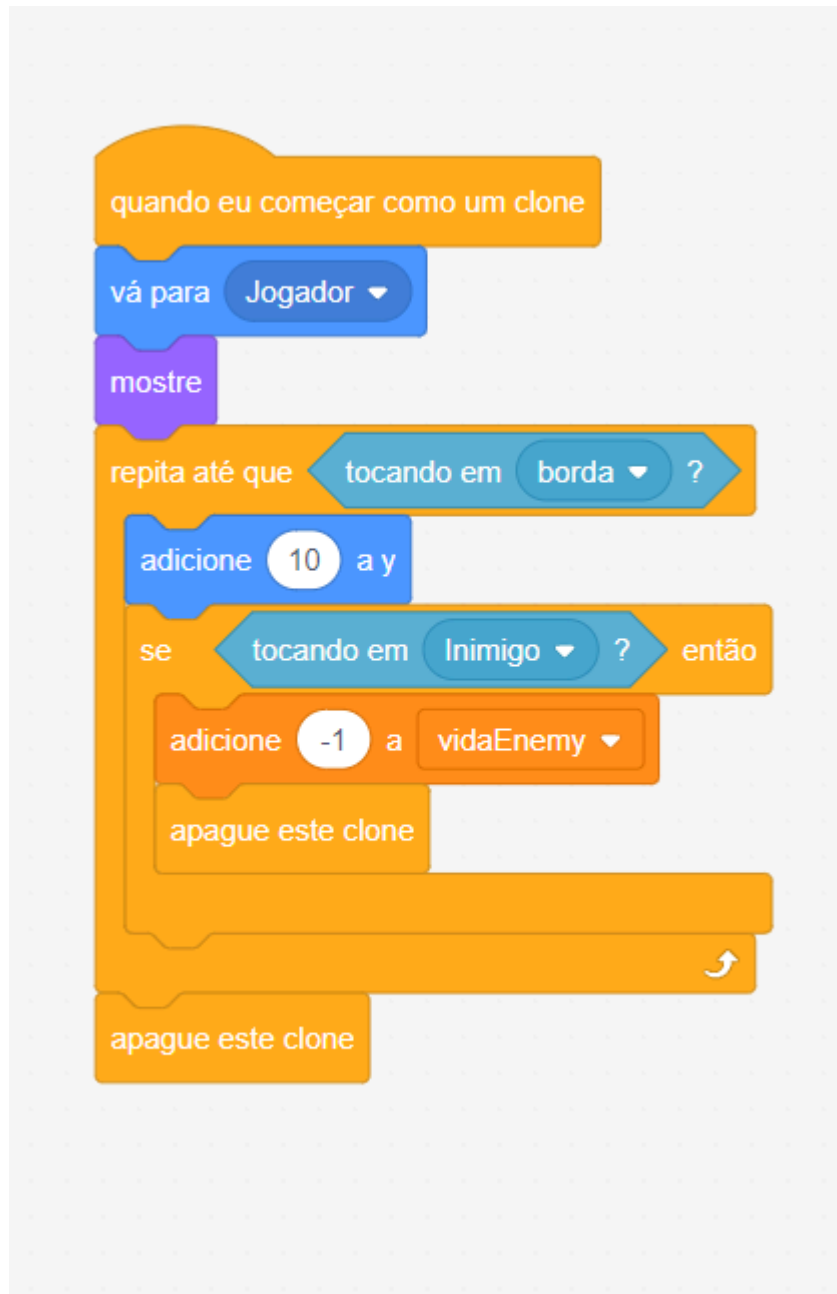 quando eu começar como um clone
vá para Jogador
mostre
repita até que tocando em borda ?
adicione 10 a y
se tocando em Inimigo ? então
adicione -1 a vidaEnemy
apague este clone
apague este clone